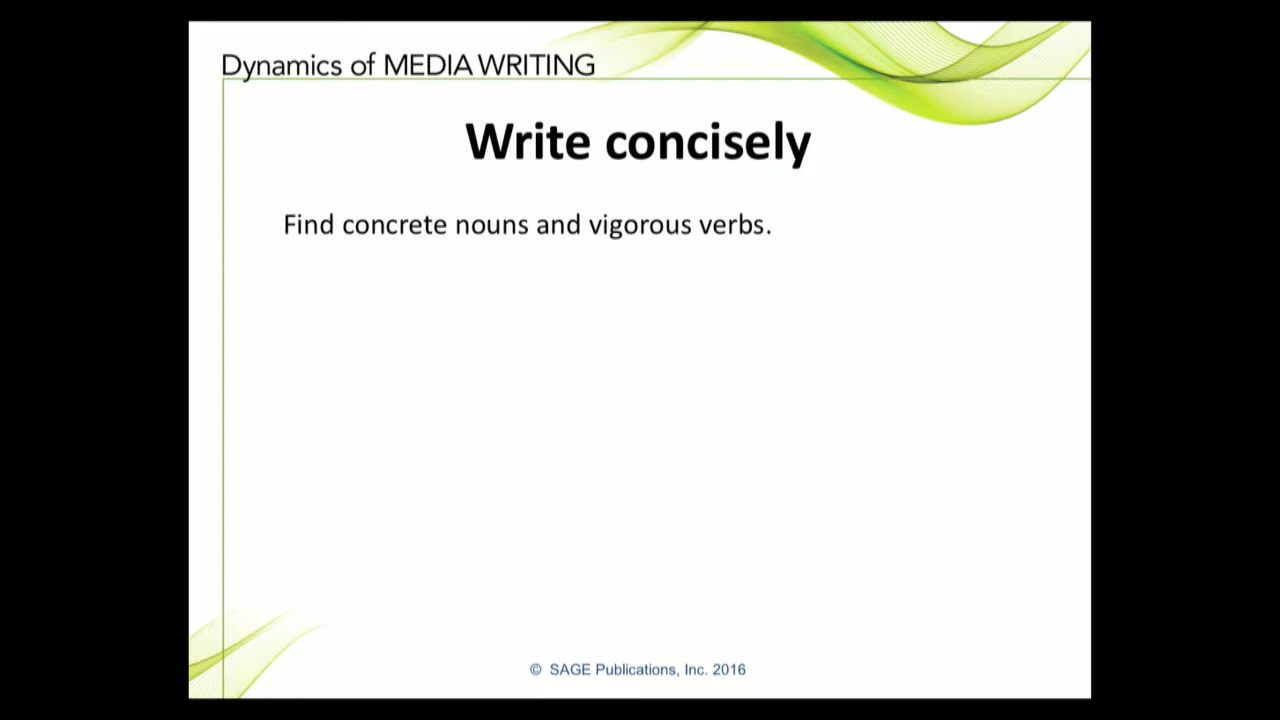 Dynamics of MEDIA WRITING
Write concisely
Find concrete nouns and vigorous verbs.
© SAGE Publications, Inc. 2016